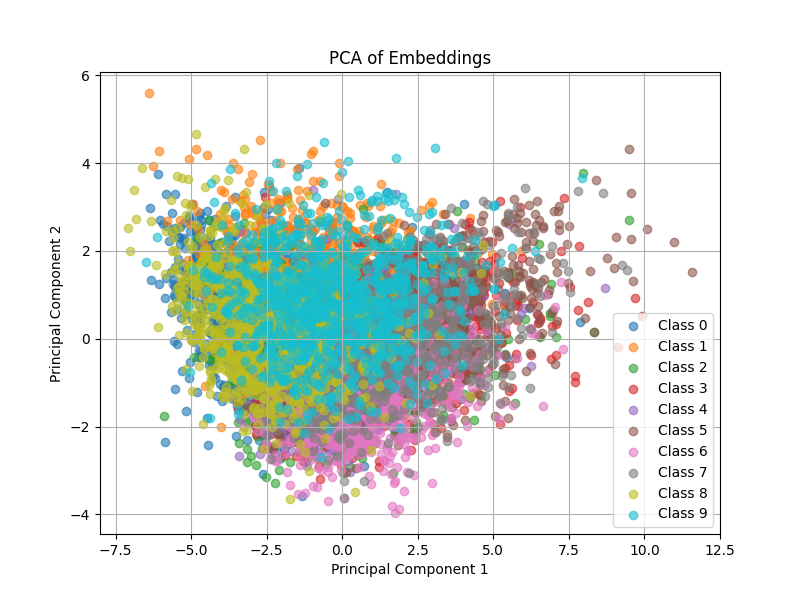 PCA of Embeddings
6
4
2
0
−2
−4
Principal Component 2
−7.5 −5.0 −2.5 0.0 2.5 5.0 7.5 10.0 12.5
Principal Component 1
Class 0
Class 1
Class 2
Class 3
Class 4
Class 5
Class 6
Class 7
Class 8
Class 9